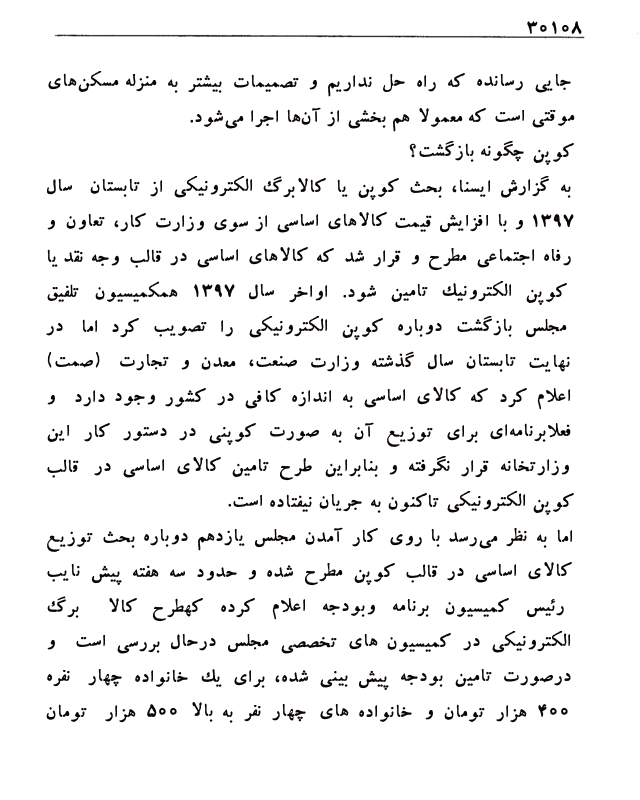 ۳۰۱۰۸
جایی رسانده که راه حل نداریم و تصمیمات بیشتر به منزله مسکن‌های
موقتی است که معمولا هم بخشی از آن‌ها اجرا می‌شود.
کوپن چگونه بازگشت؟
به گزارش ایسنا، بحث کوپن یا کالابرگ الکترونیکی از تابستان سال
۱۳۹۷ و با افزایش قیمت کالاهای اساسی از سوی وزارت کار، تعاون و
رفاه اجتماعی مطرح و قرار شد که کالاهای اساسی در قالب وجه نقد یا
کوپن الکترونیك تامین شود. اواخر سال ۱۳۹۷ همکمیسیون تلفیق
مجلس بازگشت دوباره کوپن الکترونیکی را تصویب کرد اما در
نهایت تابستان سال گذشته وزارت صنعت، معدن و تجارت (صمت)
اعلام کرد که کالای اساسی به اندازه کافی در کشور وجود دارد و
فعلابرنامه‌ای برای توزیع آن به صورت کوپنی در دستور کار این
وزارتخانه قرار نگرفته و بنابراین طرح تامین کالای اساسی در قالب
کوپن الکترونیکی تاکنون به جریان نیفتاده است.
اما به نظر می‌رسد با روی کار آمدن مجلس یازدهم دوباره بحث توزیع
کالای اساسی در قالب کوپن مطرح شده و حدود سه هفته پیش نایب
رئیس کمیسیون برنامه وبودجه اعلام کرده کهطرح کالا برگ
الکترونیکی در کمیسیون های تخصصی مجلس درحال بررسی است و
درصورت تامین بودجه پیش بینی شده، برای یك خانواده چهار نفره
۴۰۰ هزار تومان و خانواده های چهار نفر به بالا ۵۰۰ هزار تومان